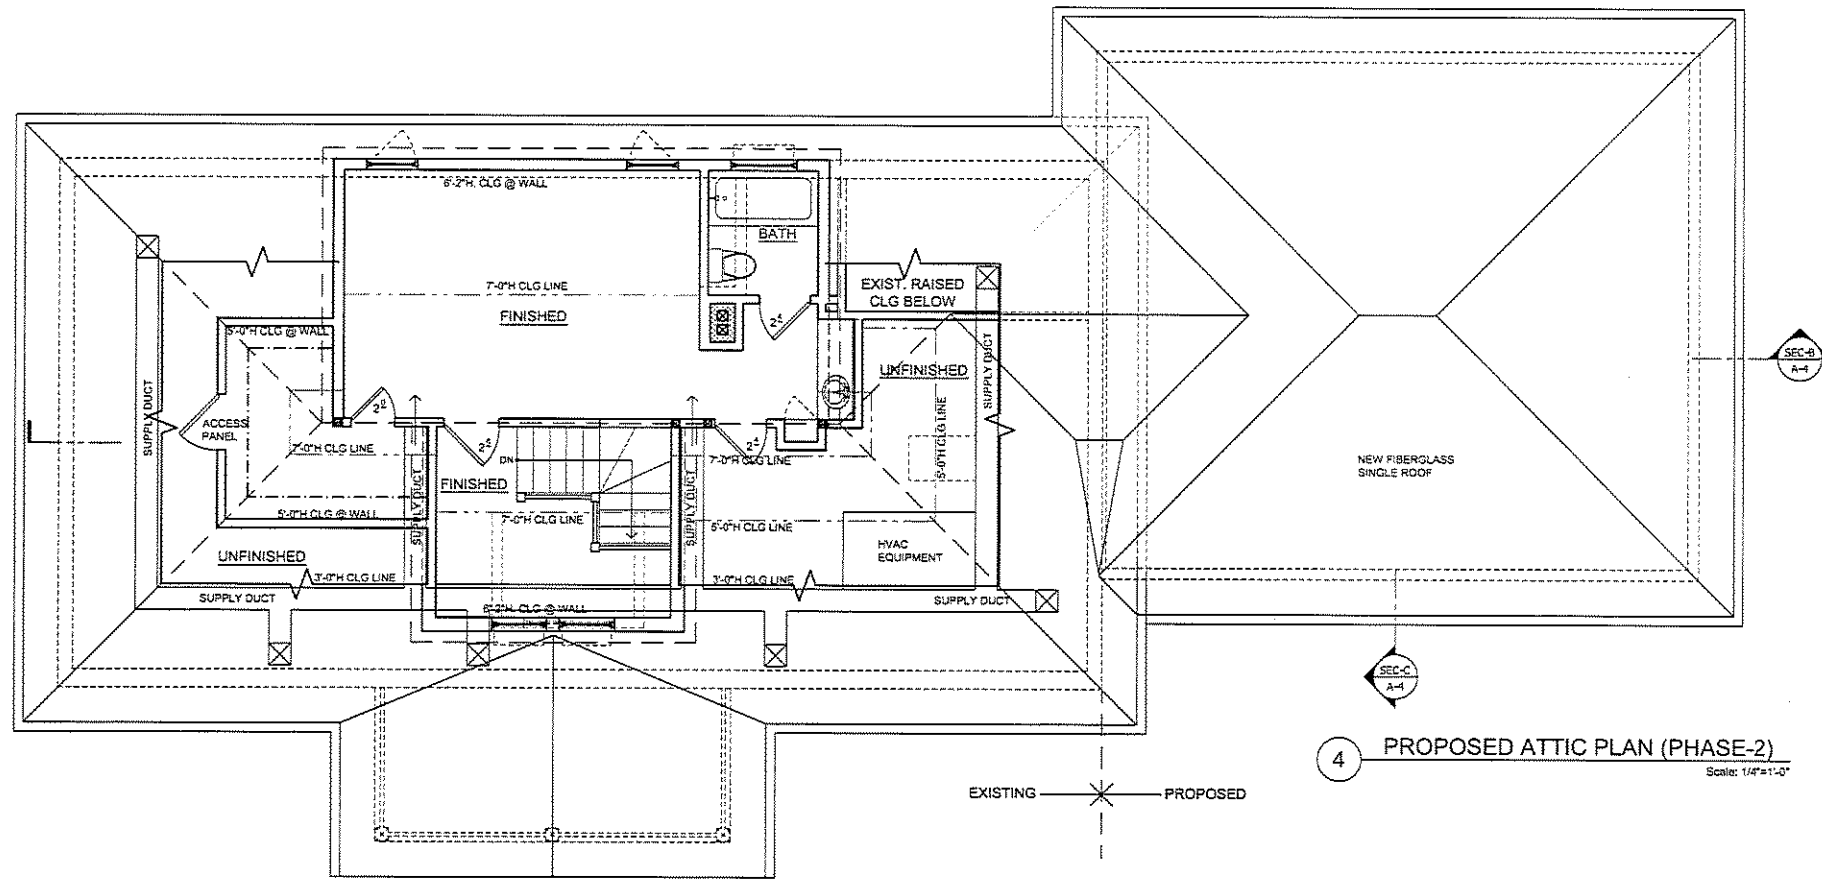 6'-2"H. CLG @ WALL
BATH
7'-0"H CLG LINE
FINISHED
EXIST. RAISED
CLG BELOW
2⁴
5'-0"H CLG @ WALL
UNFINISHED
SUPPLY DUCT
SUPPLY DUCT
5'-0"H CLG LINE
SEC-B
A-4
2⁰
ACCESS
PANEL
7'-0"H CLG LINE
2⁴
DN
2⁴
7'-0"H CLG LINE
NEW FIBERGLASS
SINGLE ROOF
FINISHED
SUPPLY DUCT
SUPPLY DUCT
5'-0"H CLG @ WALL
7'-0"H CLG LINE
5'-0"H CLG LINE
HVAC
EQUIPMENT
UNFINISHED
3'-0"H CLG LINE
3'-0"H CLG LINE
SUPPLY DUCT
SUPPLY DUCT
6'-2"H. CLG @ WALL
SEC-C
A-4
4
PROPOSED ATTIC PLAN (PHASE-2)
Scale: 1/4"=1'-0"
EXISTING
PROPOSED